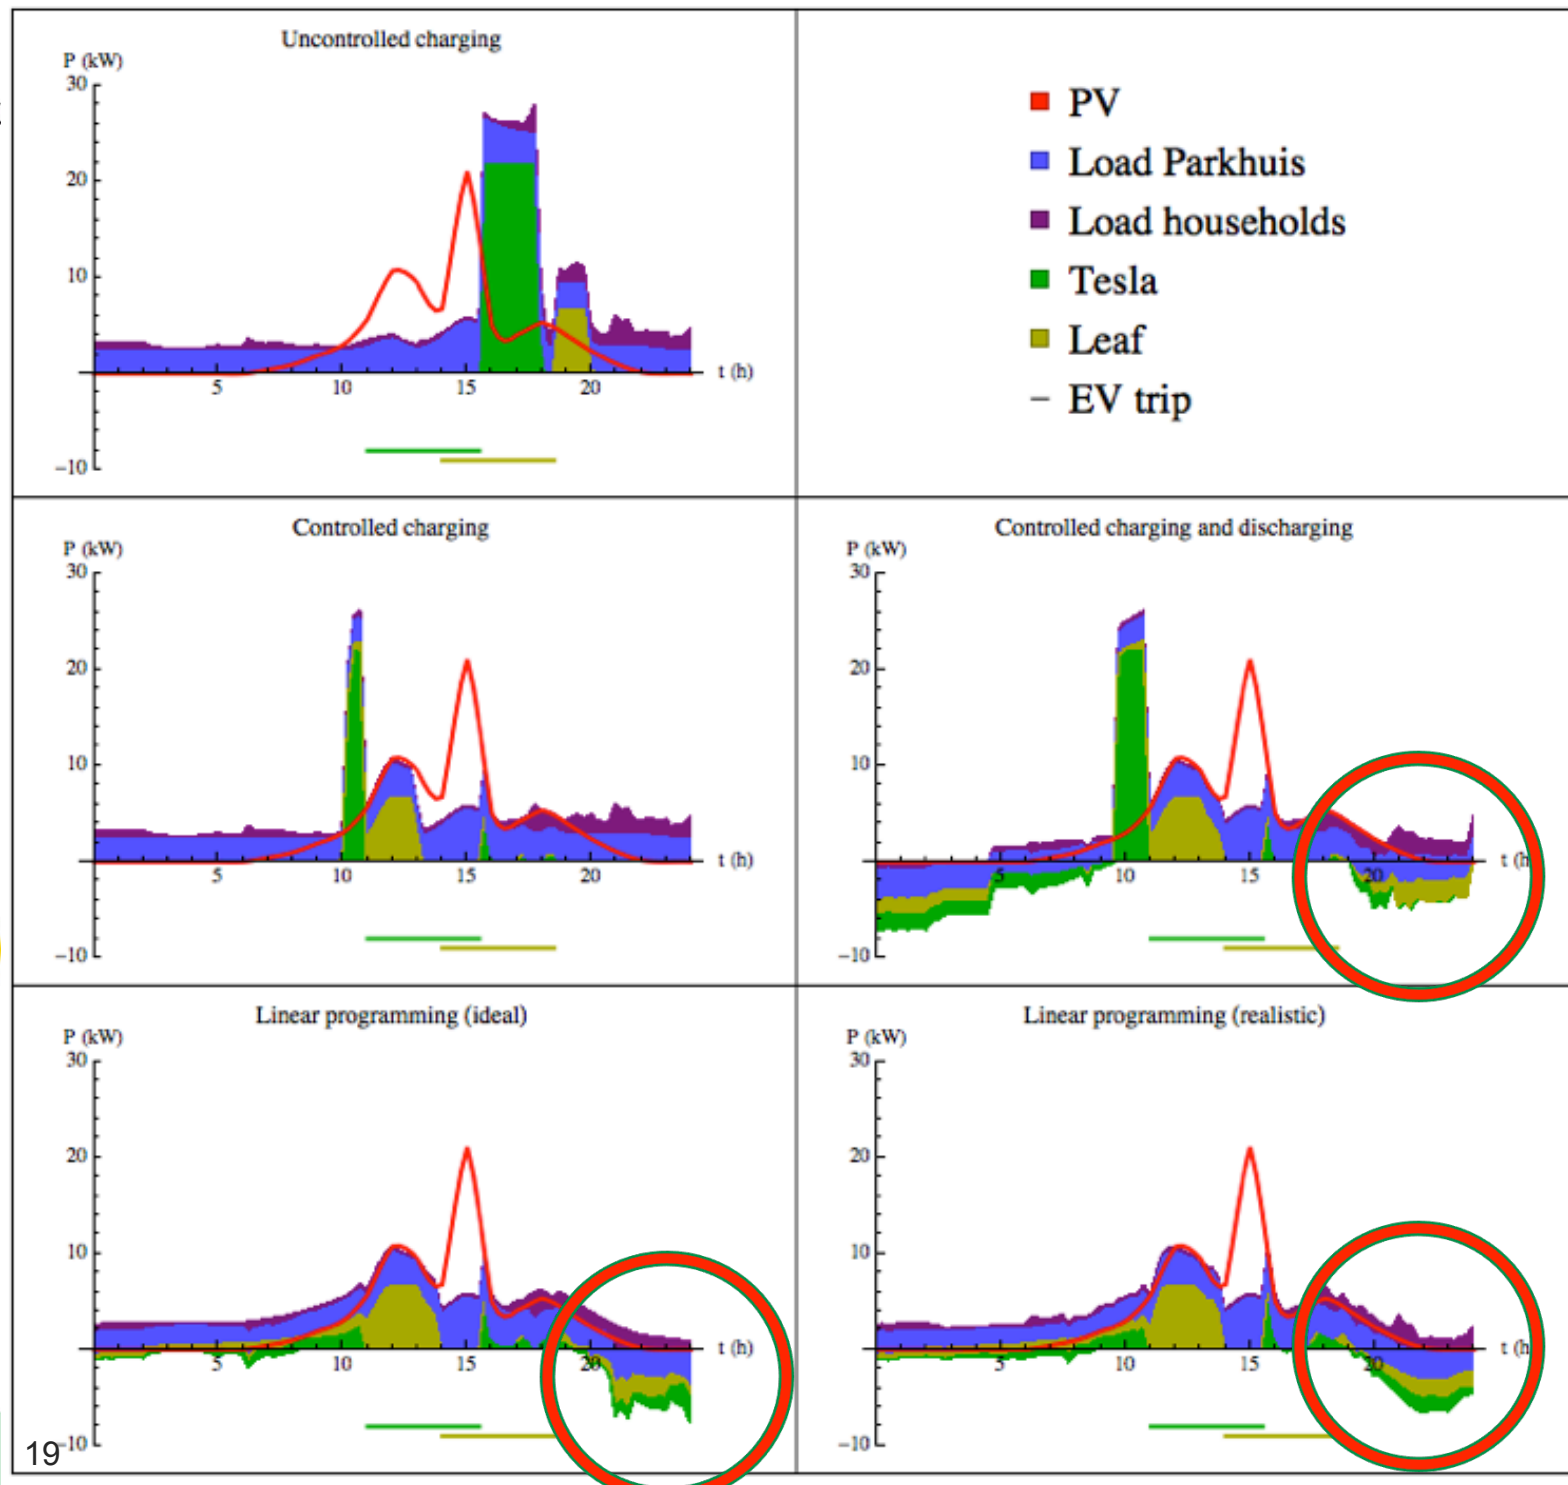 Uncontrolled charging
P (kW)
30
20
10
-10
5
10
15
20
t (h)
PV
Load Parkhuis
Load households
Tesla
Leaf
EV trip
Controlled charging
P (kW)
30
20
10
-10
5
10
15
20
t (h)
Controlled charging and discharging
P (kW)
30
20
10
-10
5
10
15
20
t (h
Linear programming (ideal)
P (kW)
30
20
10
-10
5
10
15
20
t (h)
Linear programming (realistic)
P (kW)
30
20
10
-10
5
10
15
20
t (h
19